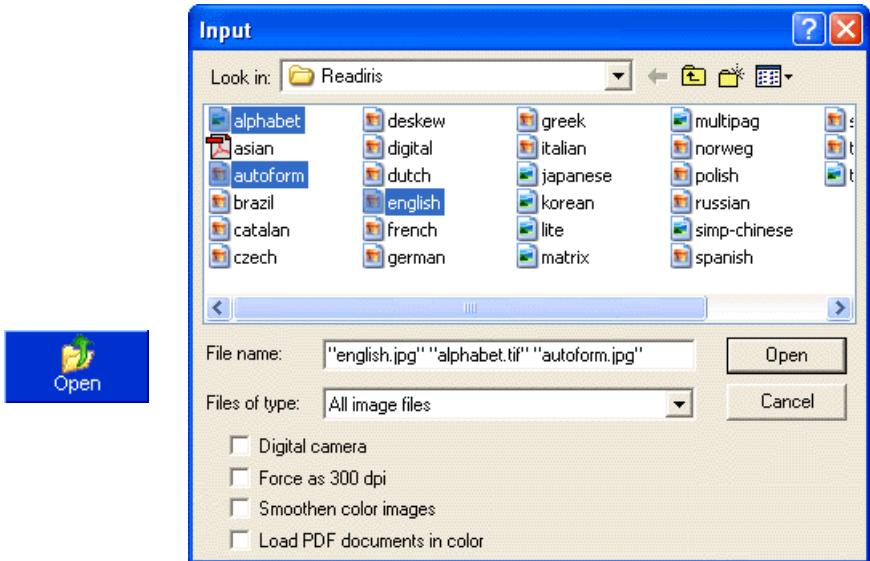 Input
Look in: Readiris
alphabet deskew greek multipag s
asian digital italian norweg t
autoform dutch japanese polish t
brazil english korean russian
catalan french lite simp-chinese
czech german matrix spanish
File name: "english.jpg" "alphabet.tif" "autoform.jpg" Open
Open
Files of type: All image files Cancel
Digital camera
Force as 300 dpi
Smoothen color images
Load PDF documents in color